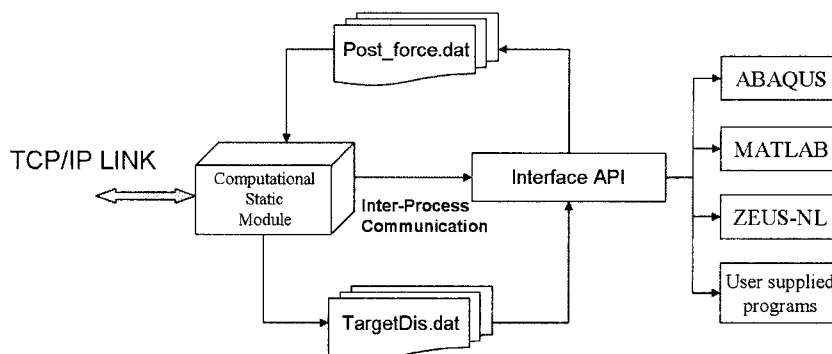 Post_force.dat
ABAQUS
TCP/IP LINK
MATLAB
Computational
Static
Module
Interface API
Inter-Process
Communication
ZEUS-NL
User supplied
programs
TargetDis.dat